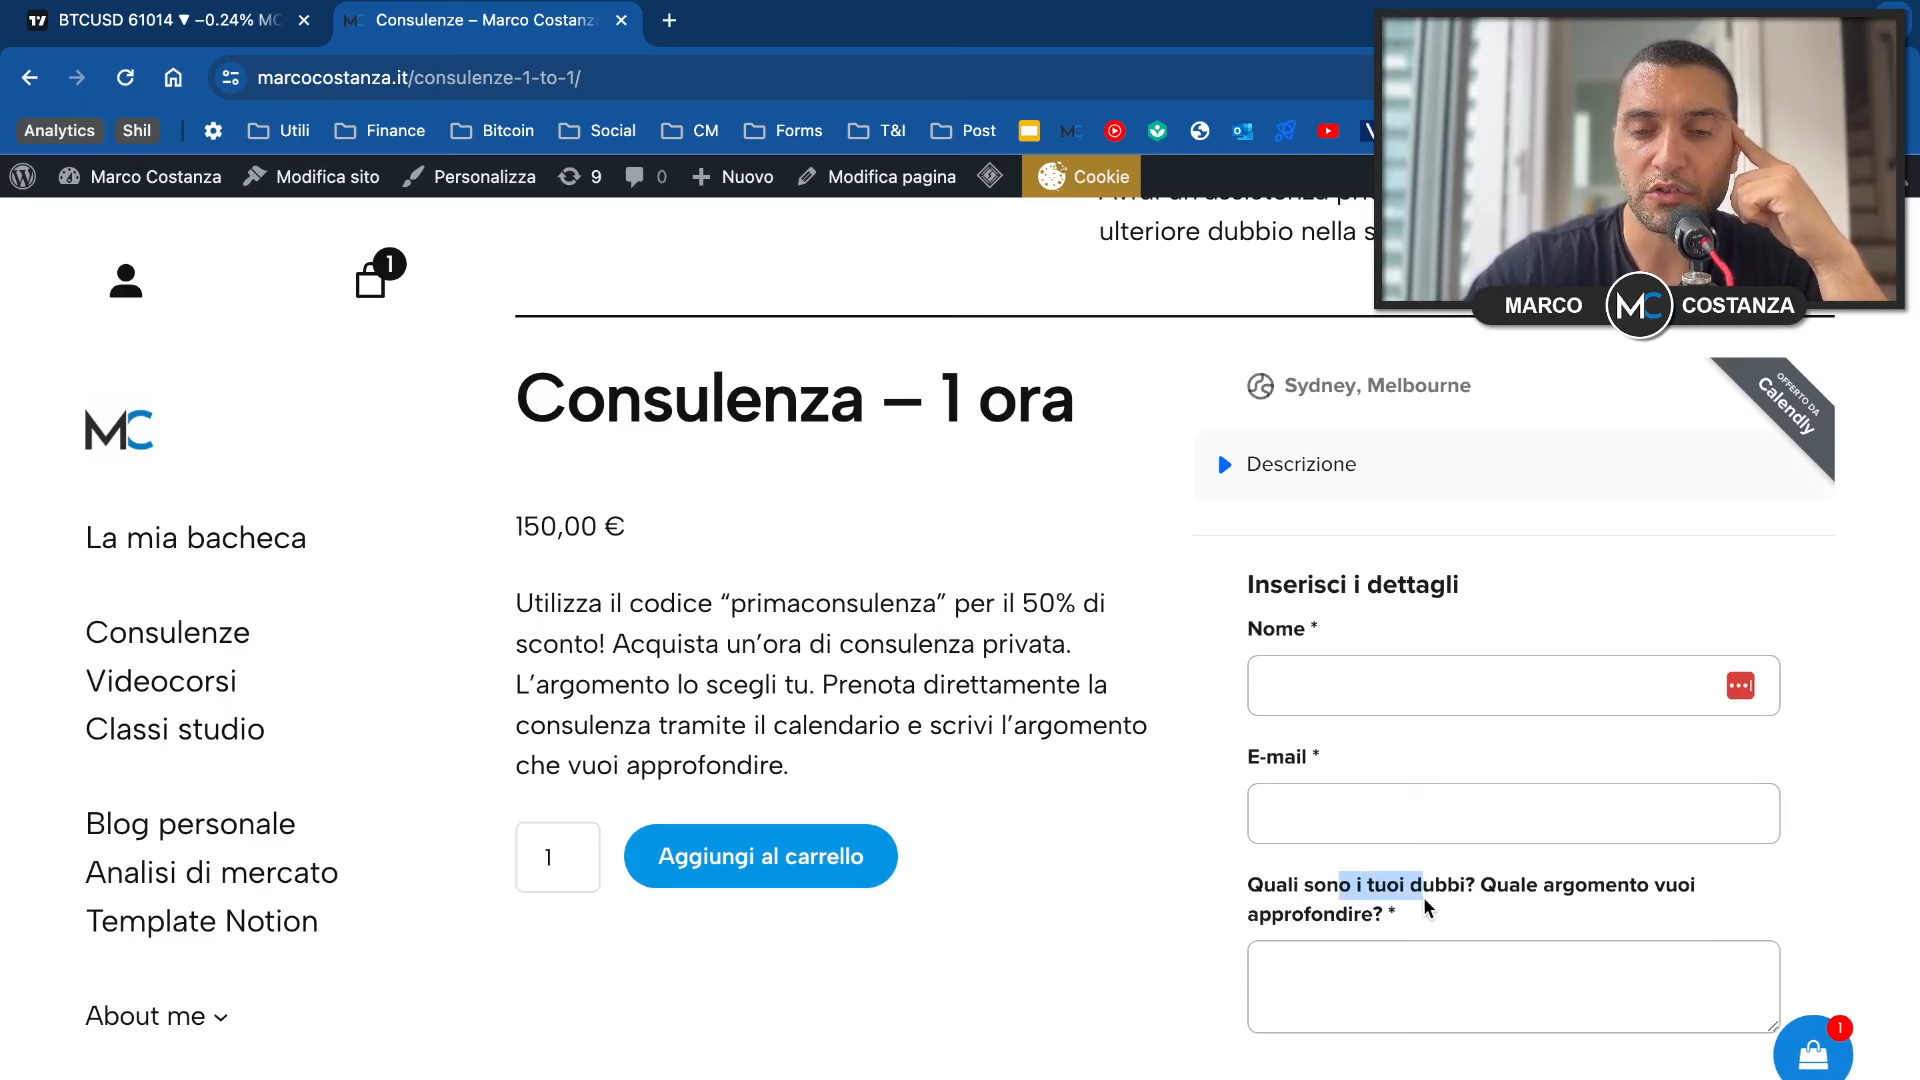 BTCUSD 61014 ▼ −0.24%
Consulenze – Marco Costanz
marcocostanza.it/consulenze-1-to-1/
Analytics
Shil
Utili
Finance
Bitcoin
Social
CM
Forms
T&I
Post
Marco Costanza
Modifica sito
Personalizza
9
0
Nuovo
Modifica pagina
Cookie
ulteriore dubbio nella s
MARCO MC COSTANZA
1
MC
La mia bacheca
Consulenze
Videocorsi
Classi studio
Blog personale
Analisi di mercato
Template Notion
About me
Consulenza – 1 ora
150,00 €
Utilizza il codice “primaconsulenza” per il 50% di
sconto! Acquista un’ora di consulenza privata.
L’argomento lo scegli tu. Prenota direttamente la
consulenza tramite il calendario e scrivi l’argomento
che vuoi approfondire.
1
Aggiungi al carrello
Sydney, Melbourne
OFFERTO DA
Calendly
Descrizione
Inserisci i dettagli
Nome *
E-mail *
Quali sono i tuoi dubbi? Quale argomento vuoi
approfondire? *
1